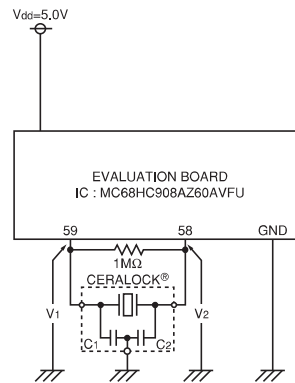 Vdd=5.0V
EVALUATION BOARD
IC : MC68HC908AZ60AVFU
59 58 GND
1MΩ
CERALOCK®
V1 V2
C1 C2